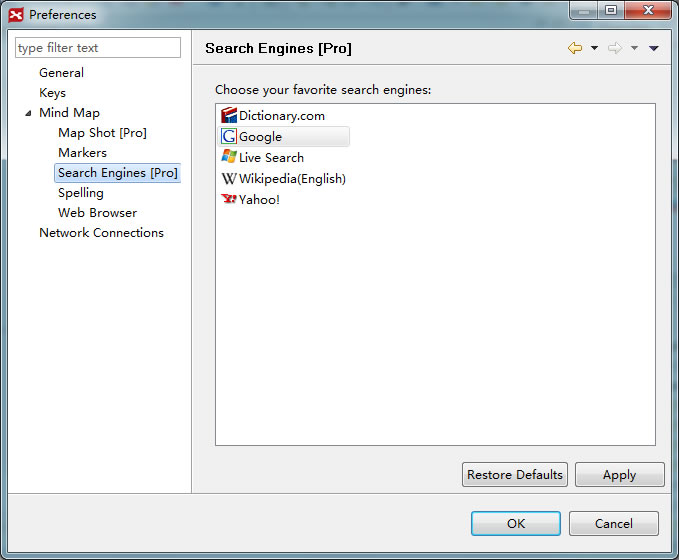 Preferences
type filter text
General
Keys
Mind Map
Map Shot [Pro]
Markers
Search Engines [Pro]
Spelling
Web Browser
Network Connections
Search Engines [Pro]
Choose your favorite search engines:
Dictionary.com
Google
Live Search
Wikipedia(English)
Yahoo!
Restore Defaults
Apply
OK
Cancel